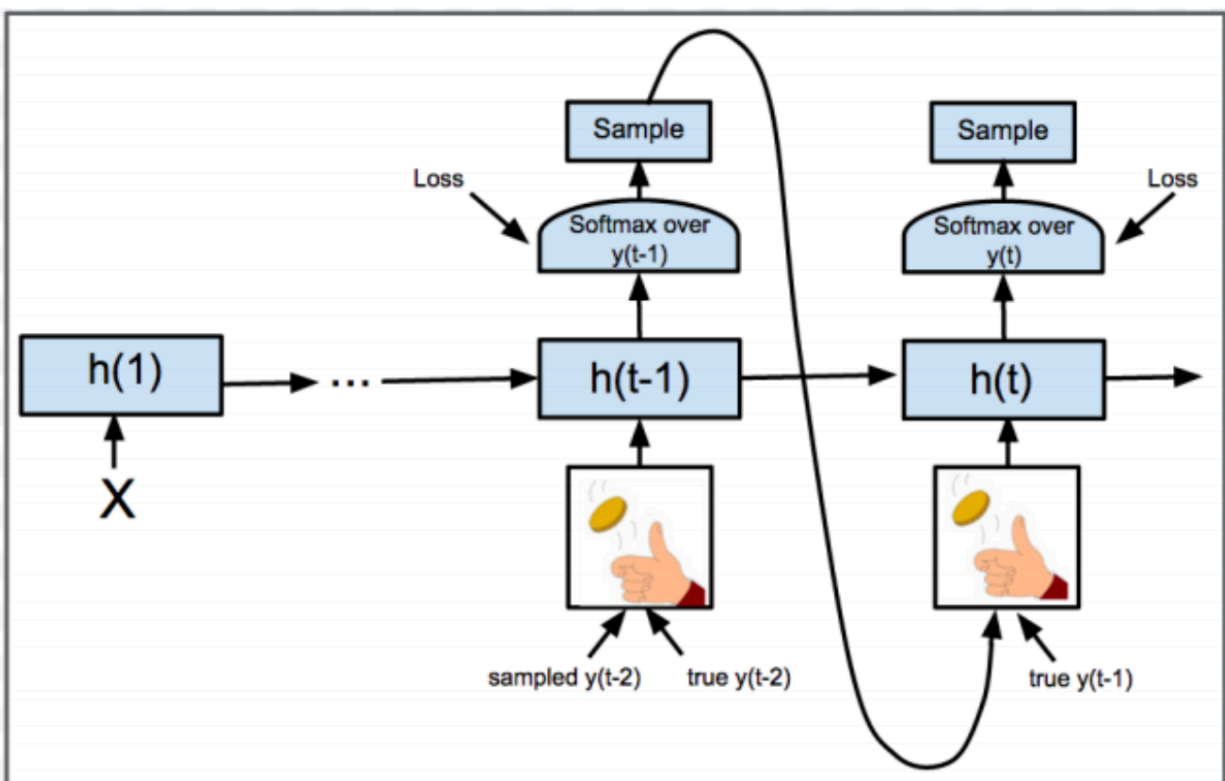 Sample
Sample
Loss
Loss
Softmax over
y(t-1)
Softmax over
y(t)
h(1)
...
h(t-1)
h(t)
X
sampled y(t-2)
true y(t-2)
true y(t-1)